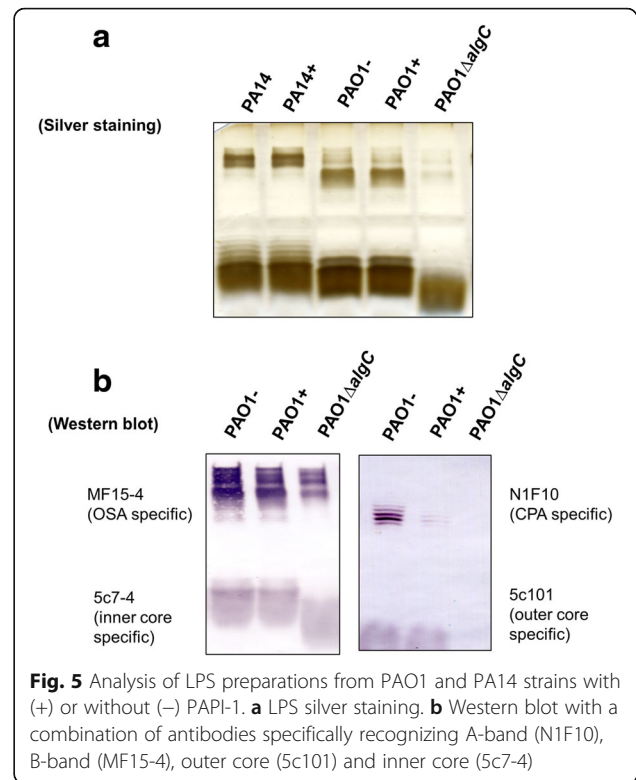 a
(Silver staining)
PA14
PA14+
PAO1-
PAO1+
PAO1ΔalgC
b
(Western blot)
PAO1-
PAO1+
PAO1ΔalgC
PAO1-
PAO1+
PAO1ΔalgC
MF15-4
(OSA specific)
5c7-4
(inner core
specific)
N1F10
(CPA specific)
5c101
(outer core
specific)
Fig. 5 Analysis of LPS preparations from PAO1 and PA14 strains with
(+) or without (−) PAPI-1. a LPS silver staining. b Western blot with a
combination of antibodies specifically recognizing A-band (N1F10),
B-band (MF15-4), outer core (5c101) and inner core (5c7-4)